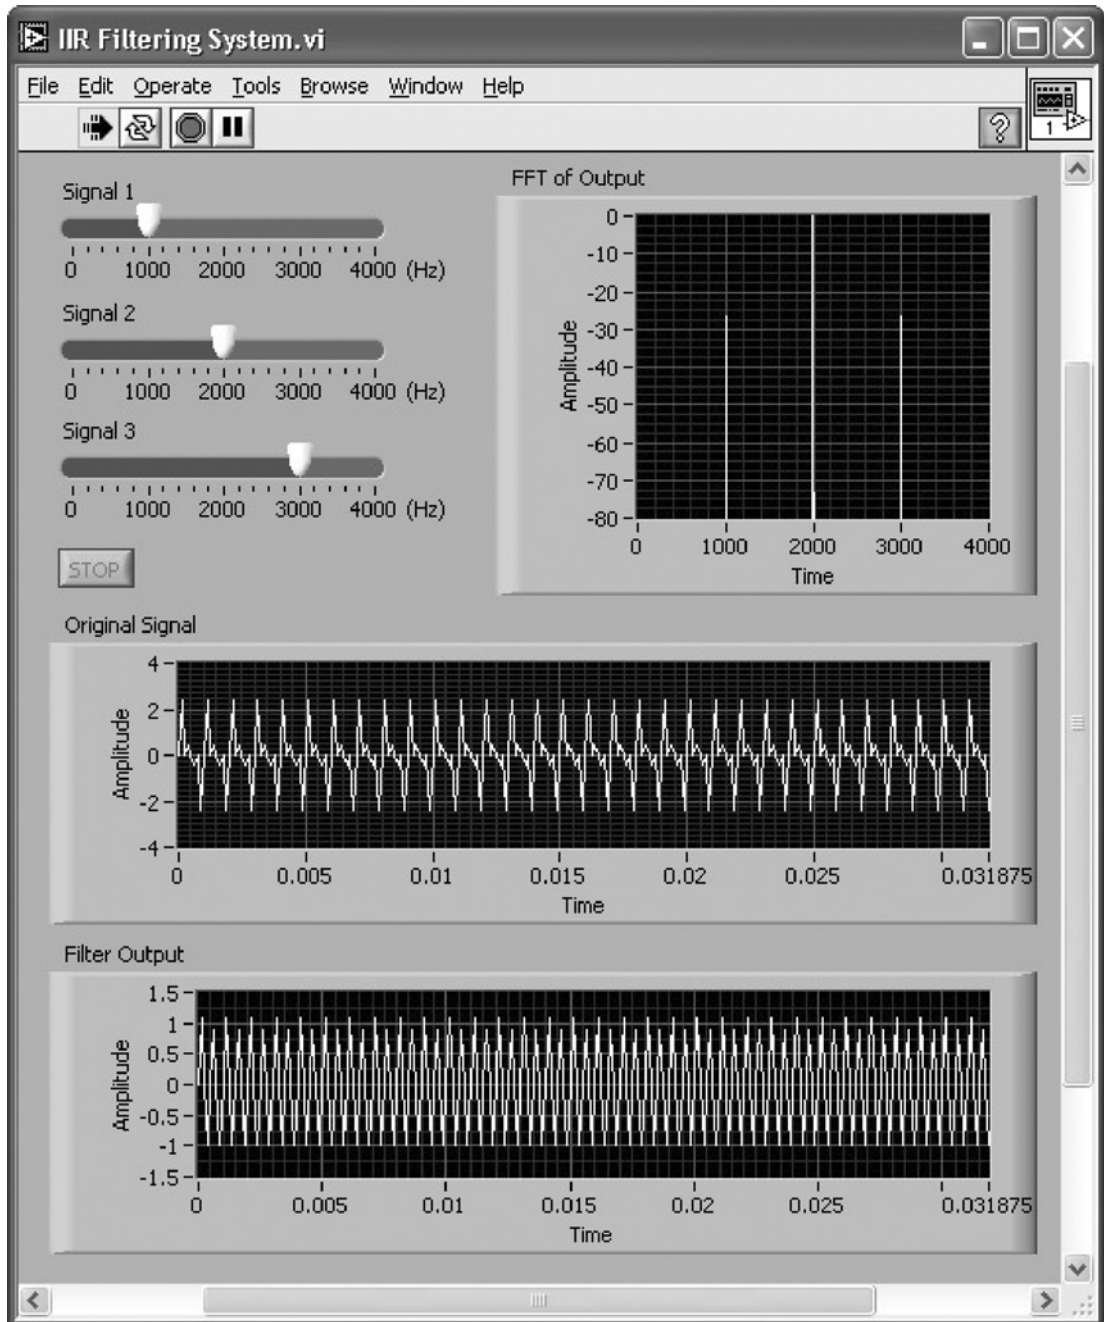 IIR Filtering System.vi
File Edit Operate Tools Browse Window Help
1
Signal 1
0 1000 2000 3000 4000 (Hz)
Signal 2
0 1000 2000 3000 4000 (Hz)
Signal 3
0 1000 2000 3000 4000 (Hz)
STOP
FFT of Output
Amplitude
0
-10
-20
-30
-40
-50
-60
-70
-80
0 1000 2000 3000 4000
Time
Original Signal
Amplitude
4
2
0
-2
-4
0 0.005 0.01 0.015 0.02 0.025 0.031875
Time
Filter Output
Amplitude
1.5
1
0.5
0
-0.5
-1
-1.5
0 0.005 0.01 0.015 0.02 0.025 0.031875
Time